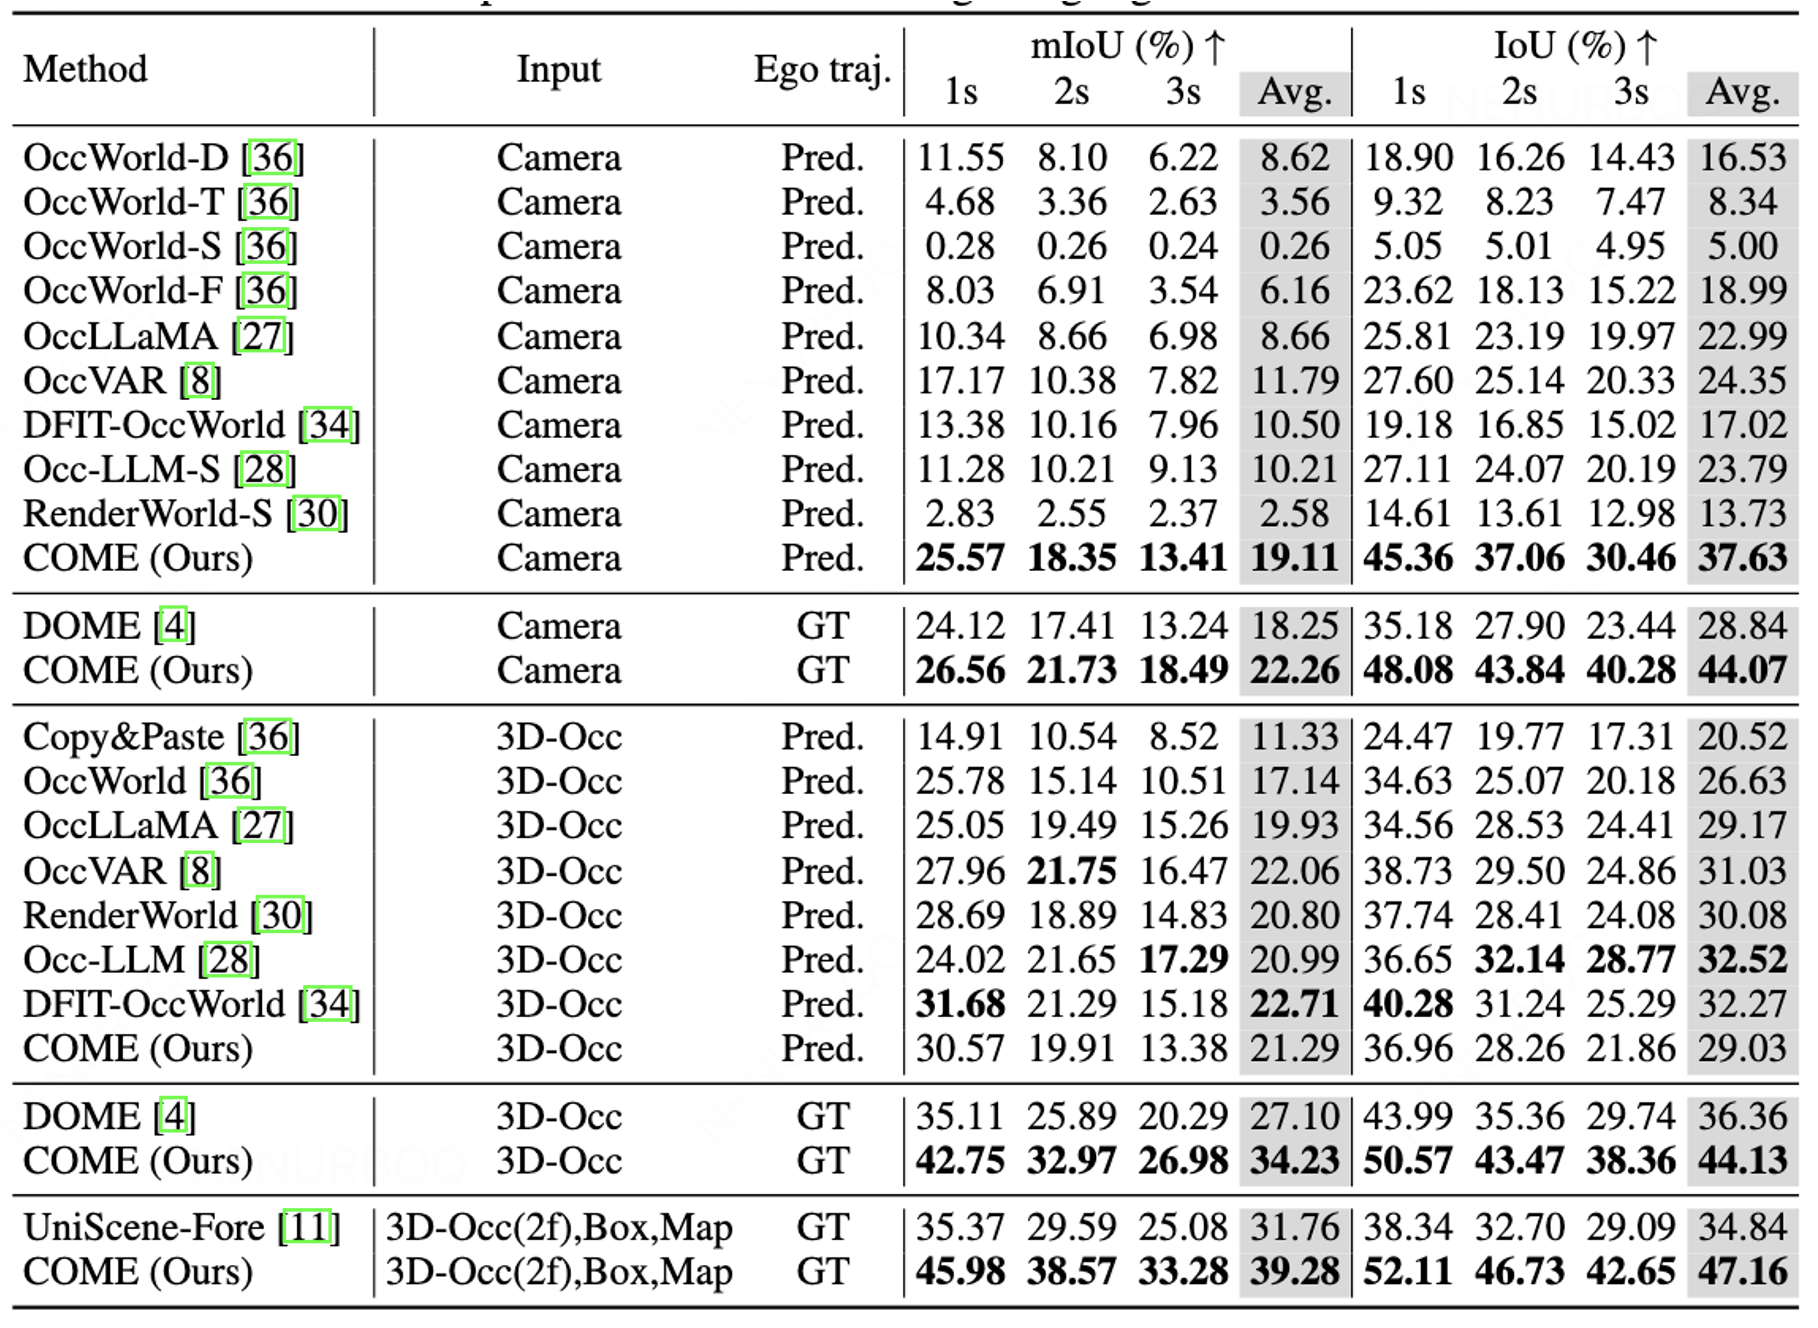 mIoU (%) ↑ IoU (%) ↑
Method Input Ego traj. 1s 2s 3s Avg. 1s 2s 3s Avg.
OccWorld-D [36] Camera Pred. 11.55 8.10 6.22 8.62 18.90 16.26 14.43 16.53
OccWorld-T [36] Camera Pred. 4.68 3.36 2.63 3.56 9.32 8.23 7.47 8.34
OccWorld-S [36] Camera Pred. 0.28 0.26 0.24 0.26 5.05 5.01 4.95 5.00
OccWorld-F [36] Camera Pred. 8.03 6.91 3.54 6.16 23.62 18.13 15.22 18.99
OccLLaMA [27] Camera Pred. 10.34 8.66 6.98 8.66 25.81 23.19 19.97 22.99
OccVAR [8] Camera Pred. 17.17 10.38 7.82 11.79 27.60 25.14 20.33 24.35
DFIT-OccWorld [34] Camera Pred. 13.38 10.16 7.96 10.50 19.18 16.85 15.02 17.02
Occ-LLM-S [28] Camera Pred. 11.28 10.21 9.13 10.21 27.11 24.07 20.19 23.79
RenderWorld-S [30] Camera Pred. 2.83 2.55 2.37 2.58 14.61 13.61 12.98 13.73
COME (Ours) Camera Pred. 25.57 18.35 13.41 19.11 45.36 37.06 30.46 37.63
DOME [4] Camera GT 24.12 17.41 13.24 18.25 35.18 27.90 23.44 28.84
COME (Ours) Camera GT 26.56 21.73 18.49 22.26 48.08 43.84 40.28 44.07
Copy&Paste [36] 3D-Occ Pred. 14.91 10.54 8.52 11.33 24.47 19.77 17.31 20.52
OccWorld [36] 3D-Occ Pred. 25.78 15.14 10.51 17.14 34.63 25.07 20.18 26.63
OccLLaMA [27] 3D-Occ Pred. 25.05 19.49 15.26 19.93 34.56 28.53 24.41 29.17
OccVAR [8] 3D-Occ Pred. 27.96 21.75 16.47 22.06 38.73 29.50 24.86 31.03
RenderWorld [30] 3D-Occ Pred. 28.69 18.89 14.83 20.80 37.74 28.41 24.08 30.08
Occ-LLM [28] 3D-Occ Pred. 24.02 21.65 17.29 20.99 36.65 32.14 28.77 32.52
DFIT-OccWorld [34] 3D-Occ Pred. 31.68 21.29 15.18 22.71 40.28 31.24 25.29 32.27
COME (Ours) 3D-Occ Pred. 30.57 19.91 13.38 21.29 36.96 28.26 21.86 29.03
DOME [4] 3D-Occ GT 35.11 25.89 20.29 27.10 43.99 35.36 29.74 36.36
COME (Ours) 3D-Occ GT 42.75 32.97 26.98 34.23 50.57 43.47 38.36 44.13
UniScene-Fore [11] 3D-Occ(2f),Box,Map GT 35.37 29.59 25.08 31.76 38.34 32.70 29.09 34.84
COME (Ours) 3D-Occ(2f),Box,Map GT 45.98 38.57 33.28 39.28 52.11 46.73 42.65 47.16